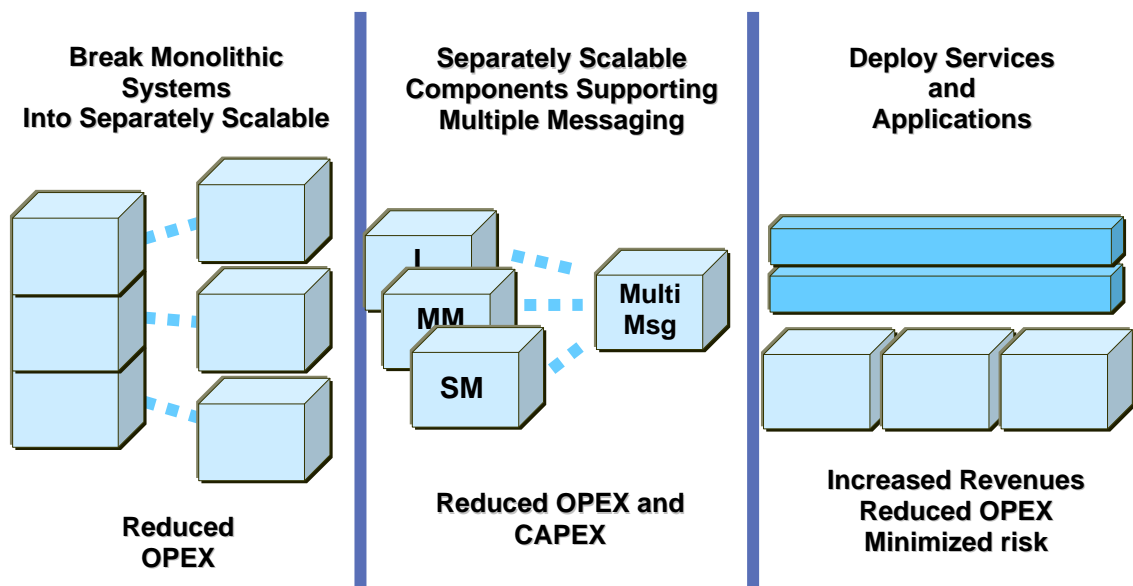 Break Monolithic
Systems
Into Separately Scalable
Reduced
OPEX
Separately Scalable
Components Supporting
Multiple Messaging
I
MM
SM
Multi
Msg
Reduced OPEX and
CAPEX
Deploy Services
and
Applications
Increased Revenues
Reduced OPEX
Minimized risk